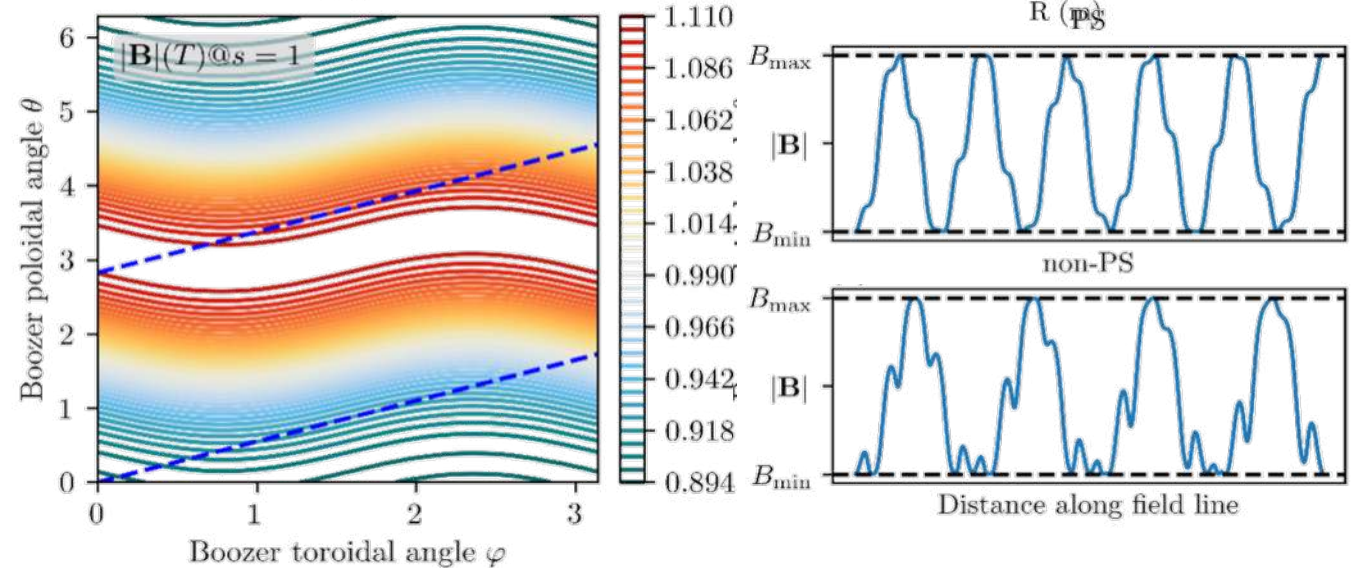 |B|(T)@s = 1
Boozer poloidal angle θ
6
5
4
3
2
1
0
0
1
2
3
Boozer toroidal angle φ
1.110
1.086
1.062
1.038
1.014
0.990
0.966
0.942
0.918
0.894
R (m)
PS
B_max
|B|
B_min
non-PS
B_max
|B|
B_min
Distance along field line